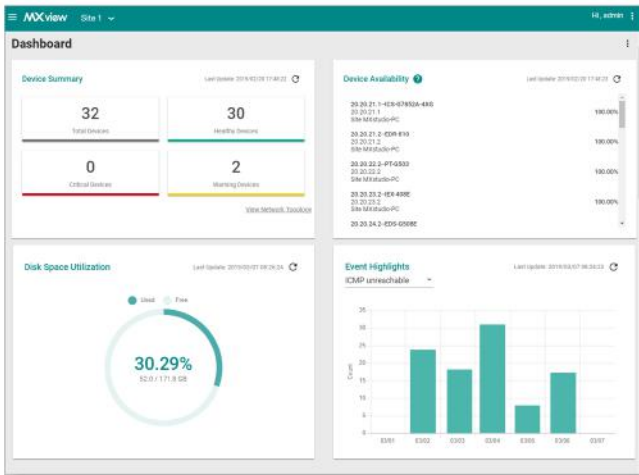 MXview Site 1
Hi, admin
Dashboard
Device Summary
Last Update: 2019/02/20 17:48:22
32
Total Devices
30
Healthy Devices
0
Critical Devices
2
Warning Devices
View Network Topology
Device Availability
Last Update: 2019/02/20 17:48:22
20.20.21.1-ICS-G7852A-4XG
20.20.21.1
Site MXstudio-PC
100.00%
20.20.21.2-EDR-810
20.20.21.2
Site MXstudio-PC
100.00%
20.20.22.2-PT-G503
20.20.22.2
Site MXstudio-PC
100.00%
20.20.23.2-IEX-408E
20.20.23.2
Site MXstudio-PC
100.00%
20.20.24.2-EDS-G508E
Disk Space Utilization
Last Update: 2019/03/07 08:26:26
Used
Free
30.29%
52.0 / 171.8 GB
Event Highlights
Last Update: 2019/03/07 08:26:23
ICMP unreachable
Count
35
30
25
20
15
10
5
0
03/01 03/02 03/03 03/04 03/05 03/06 03/07